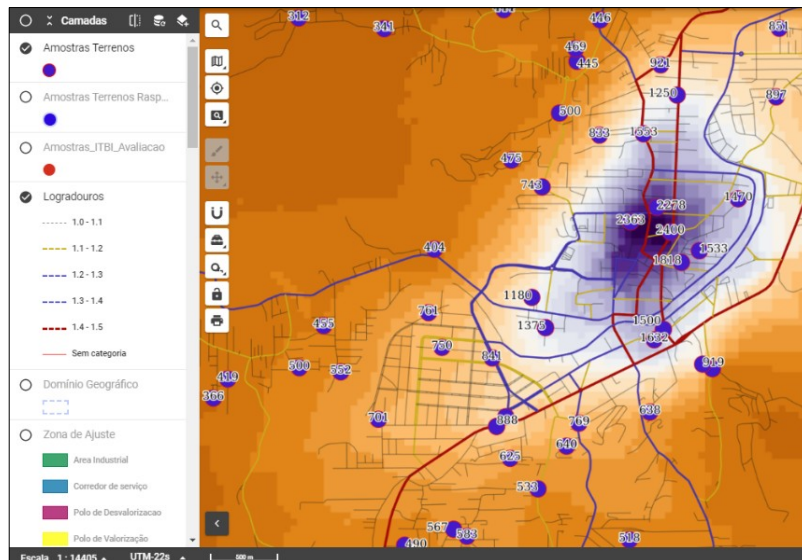 Camadas
Amostras Terrenos
Amostras Terrenos Rasp...
Amostras_ITBI_Avaliacao
Logradouros
1.0 - 1.1
1.1 - 1.2
1.2 - 1.3
1.3 - 1.4
1.4 - 1.5
Sem categoria
Domínio Geográfico
Zona de Ajuste
Area Industrial
Corredor de serviço
Polo de Desvalorizacao
Polo de Valorização
Escala 1 : 14405
UTM-22s
312
341
446
851
469
445
921
1250
897
500
833
1553
475
743
1470
2278
2363
2400
404
1533
1818
1180
761
1375
1500
455
1632
750
841
919
500
552
419
366
701
638
888
769
640
625
533
567
583
490
518